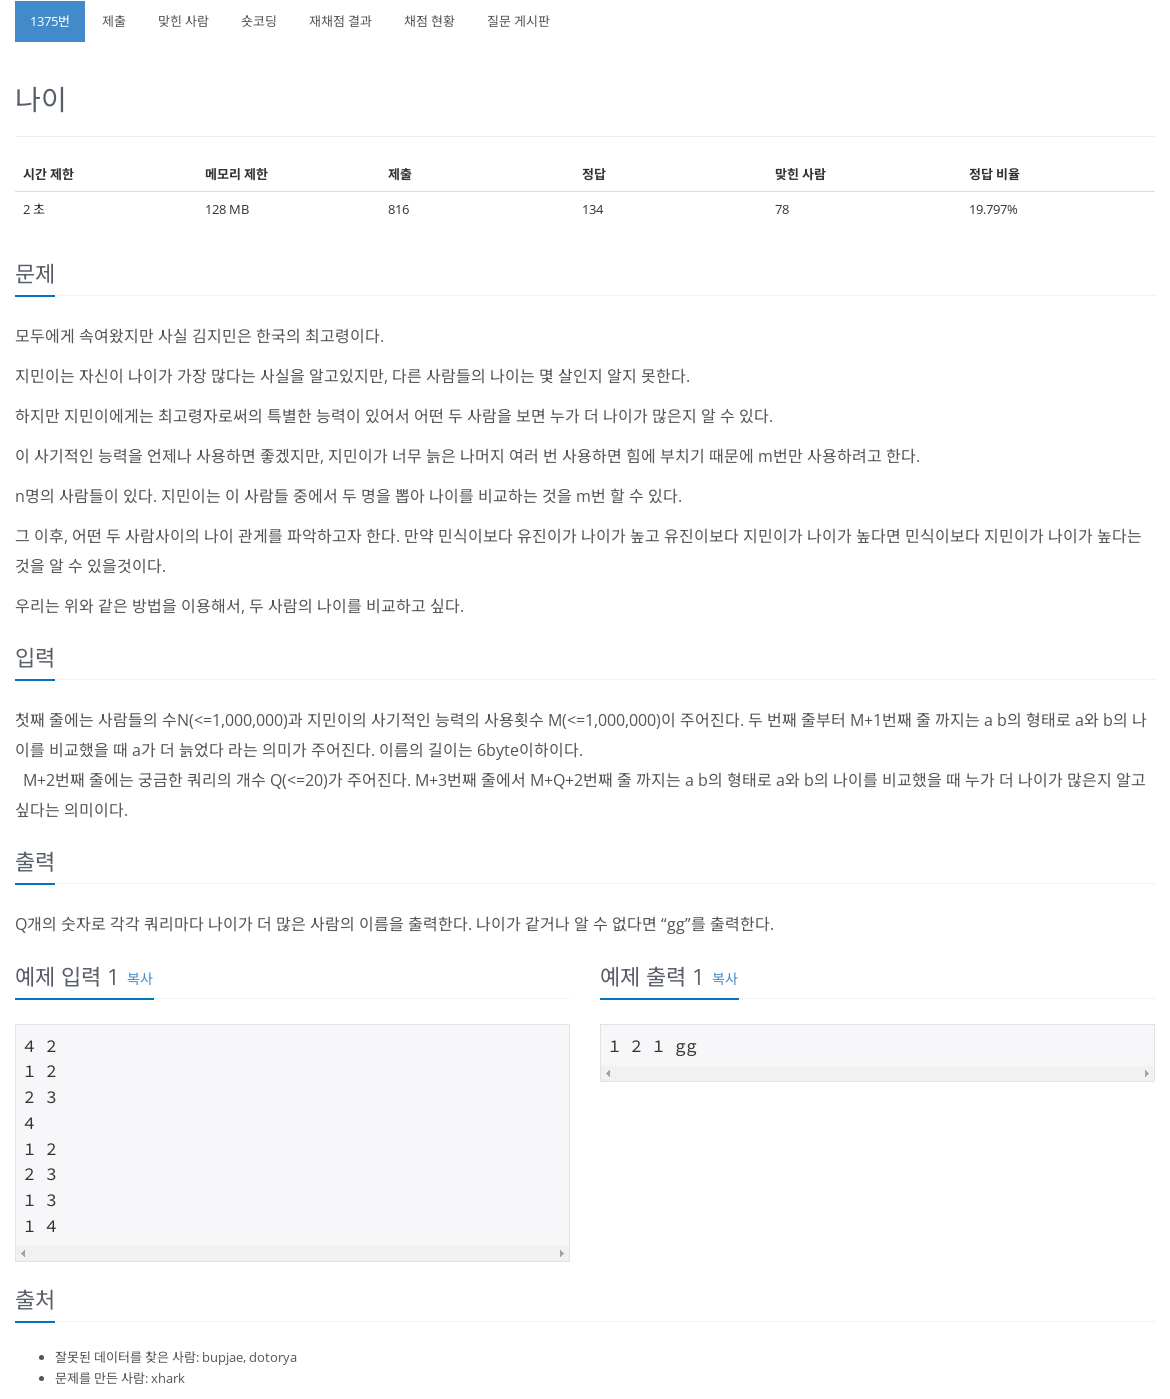 1375번 제출 맞힌 사람 숏코딩 재채점 결과 채점 현황 질문 게시판
나이
시간 제한 메모리 제한 제출 정답 맞힌 사람 정답 비율
2 초 128 MB 816 134 78 19.797%
문제
모두에게 속여왔지만 사실 김지민은 한국의 최고령이다.
지민이는 자신이 나이가 가장 많다는 사실을 알고있지만, 다른 사람들의 나이는 몇 살인지 알지 못한다.
하지만 지민이에게는 최고령자로써의 특별한 능력이 있어서 어떤 두 사람을 보면 누가 더 나이가 많은지 알 수 있다.
이 사기적인 능력을 언제나 사용하면 좋겠지만, 지민이가 너무 늙은 나머지 여러 번 사용하면 힘에 부치기 때문에 m번만 사용하려고 한다.
n명의 사람들이 있다. 지민이는 이 사람들 중에서 두 명을 뽑아 나이를 비교하는 것을 m번 할 수 있다.
그 이후, 어떤 두 사람사이의 나이 관게를 파악하고자 한다. 만약 민식이보다 유진이가 나이가 높고 유진이보다 지민이가 나이가 높다면 민식이보다 지민이가 나이가 높다는
것을 알 수 있을것이다.
우리는 위와 같은 방법을 이용해서, 두 사람의 나이를 비교하고 싶다.
입력
첫째 줄에는 사람들의 수N(<=1,000,000)과 지민이의 사기적인 능력의 사용횟수 M(<=1,000,000)이 주어진다. 두 번째 줄부터 M+1번째 줄 까지는 a b의 형태로 a와 b의 나
이를 비교했을 때 a가 더 늙었다 라는 의미가 주어진다. 이름의 길이는 6byte이하이다.
M+2번째 줄에는 궁금한 쿼리의 개수 Q(<=20)가 주어진다. M+3번째 줄에서 M+Q+2번째 줄 까지는 a b의 형태로 a와 b의 나이를 비교했을 때 누가 더 나이가 많은지 알고
싶다는 의미이다.
출력
Q개의 숫자로 각각 쿼리마다 나이가 더 많은 사람의 이름을 출력한다. 나이가 같거나 알 수 없다면 “gg”를 출력한다.
예제 입력 1 복사
4 2
1 2
2 3
4
1 2
2 3
1 3
1 4
예제 출력 1 복사
1 2 1 gg
출처
잘못된 데이터를 찾은 사람: bupjae, dotorya
문제를 만든 사람: xhark